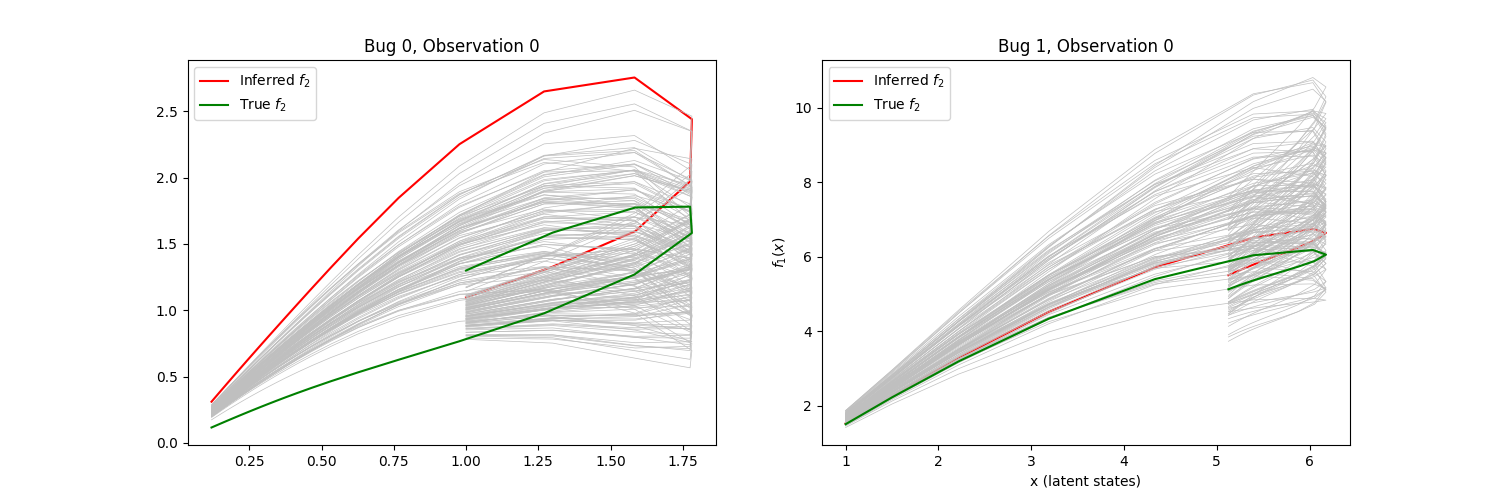 Bug 0, Observation 0
Inferred f₂
True f₂
2.5
2.0
1.5
1.0
0.5
0.0
0.25 0.50 0.75 1.00 1.25 1.50 1.75
Bug 1, Observation 0
Inferred f₂
True f₂
f₁(x)
10
8
6
4
2
1 2 3 4 5 6
x (latent states)